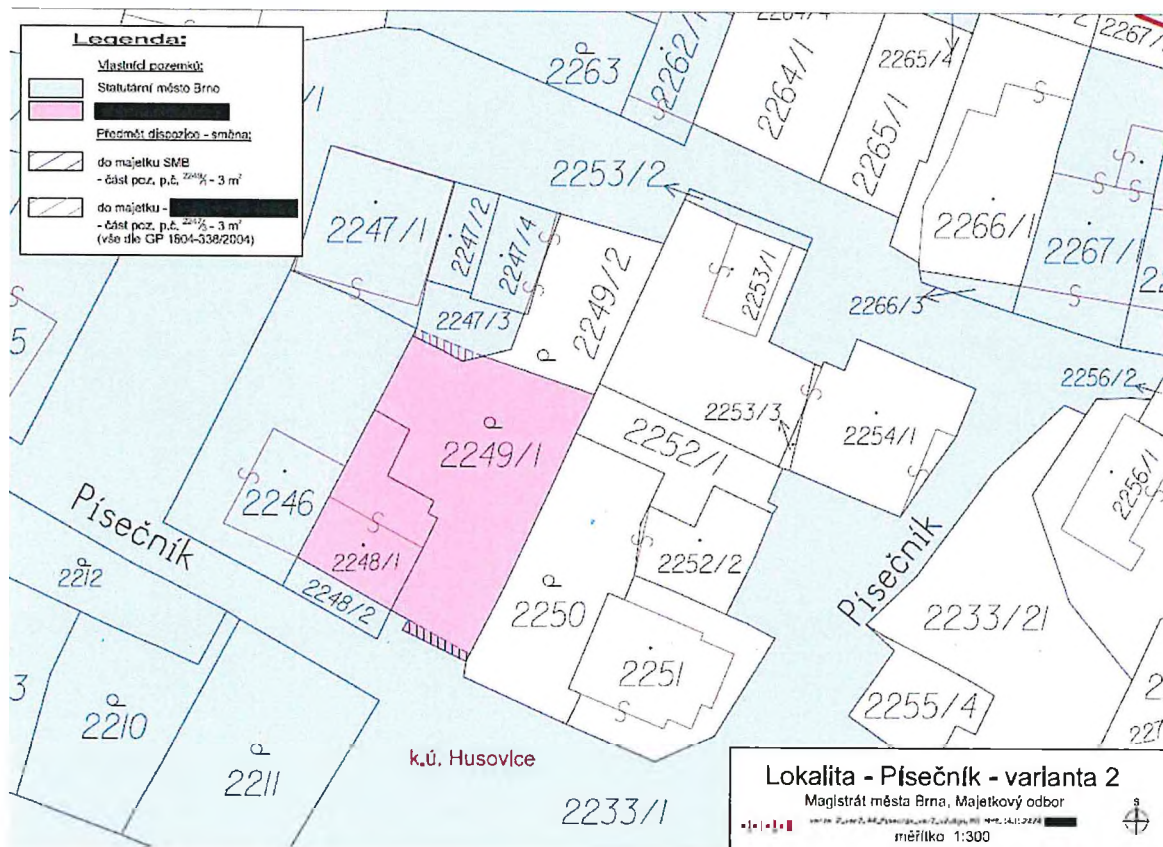 Legenda:
Vlastníci pozemků:
Statutární město Brno
Předmět dispozice - směna:
do majetku SMB
- část poz. p.č. 2249/1 - 3 m²
do majetku -
- část poz. p.č. 2247/3 - 3 m²
(vše dle GP 1804-338/2004)
/1
P
2263
2262/1
S
2264/4
2265/4
2264/1
2265/1
2267/1
S
2266/1
S
S
S
2267/1
2266/3
S
2253/2
2247/1
2247/2
2247/4
S
S
S
2247/3
2249/2
P
S
2253/1
2253/3
S
2254/1
S
2256/2
2256/1
S
S
5
P
2249/1
2252/1
S
2246
S
2248/1
2248/2
Písečník
P
2212
S
2252/2
P
2250
2251
S
Písečník
2233/21
2255/4
3
P
2210
P
2211
k.ú. Husovice
2233/1
Lokalita - Písečník - varianta 2
Magistrát města Brna, Majetkový odbor
S
měřítko 1:300